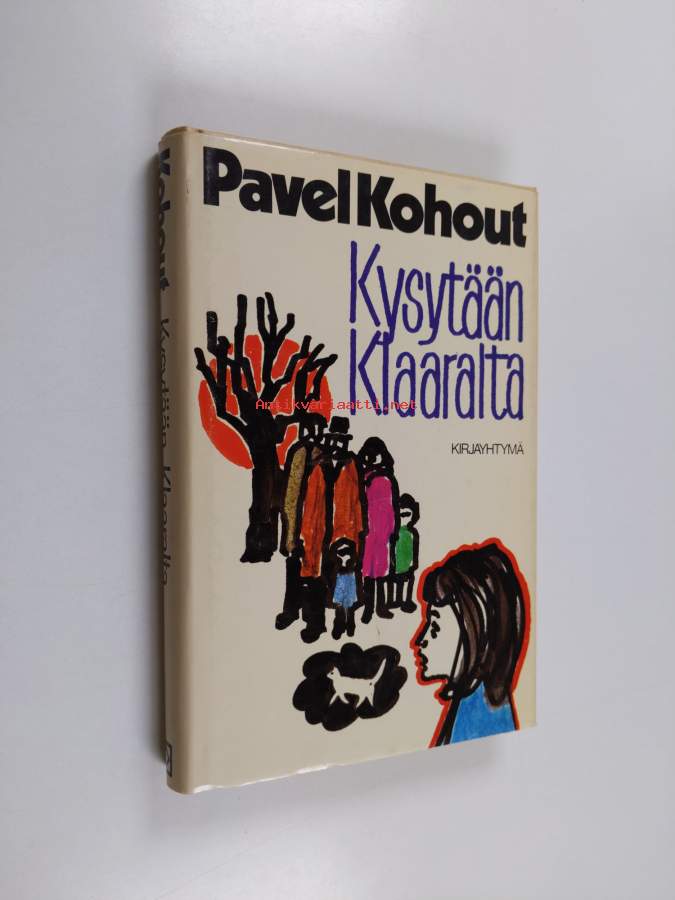 Pavel Kohout
Kysytään
Klaaralta
KIRJAYHTYMÄ
Antikvariaatti.net
Kohout Kysytään Klaaralta